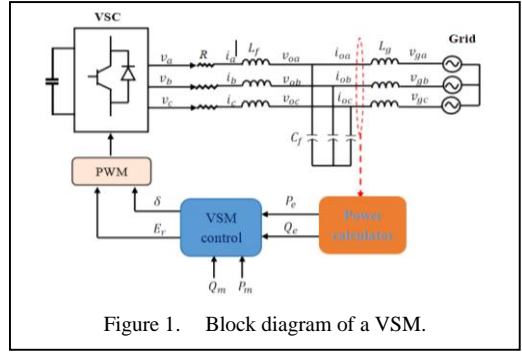 VSC
Grid
v_a R i_a L_f v_oa i_oa L_g v_ga
v_b i_b v_ob i_ob v_gb
v_c i_c v_oc i_oc v_gc
C_f
PWM
δ
E_r
VSM
control
P_e
Q_e
Power
calculator
Q_m P_m
Figure 1. Block diagram of a VSM.